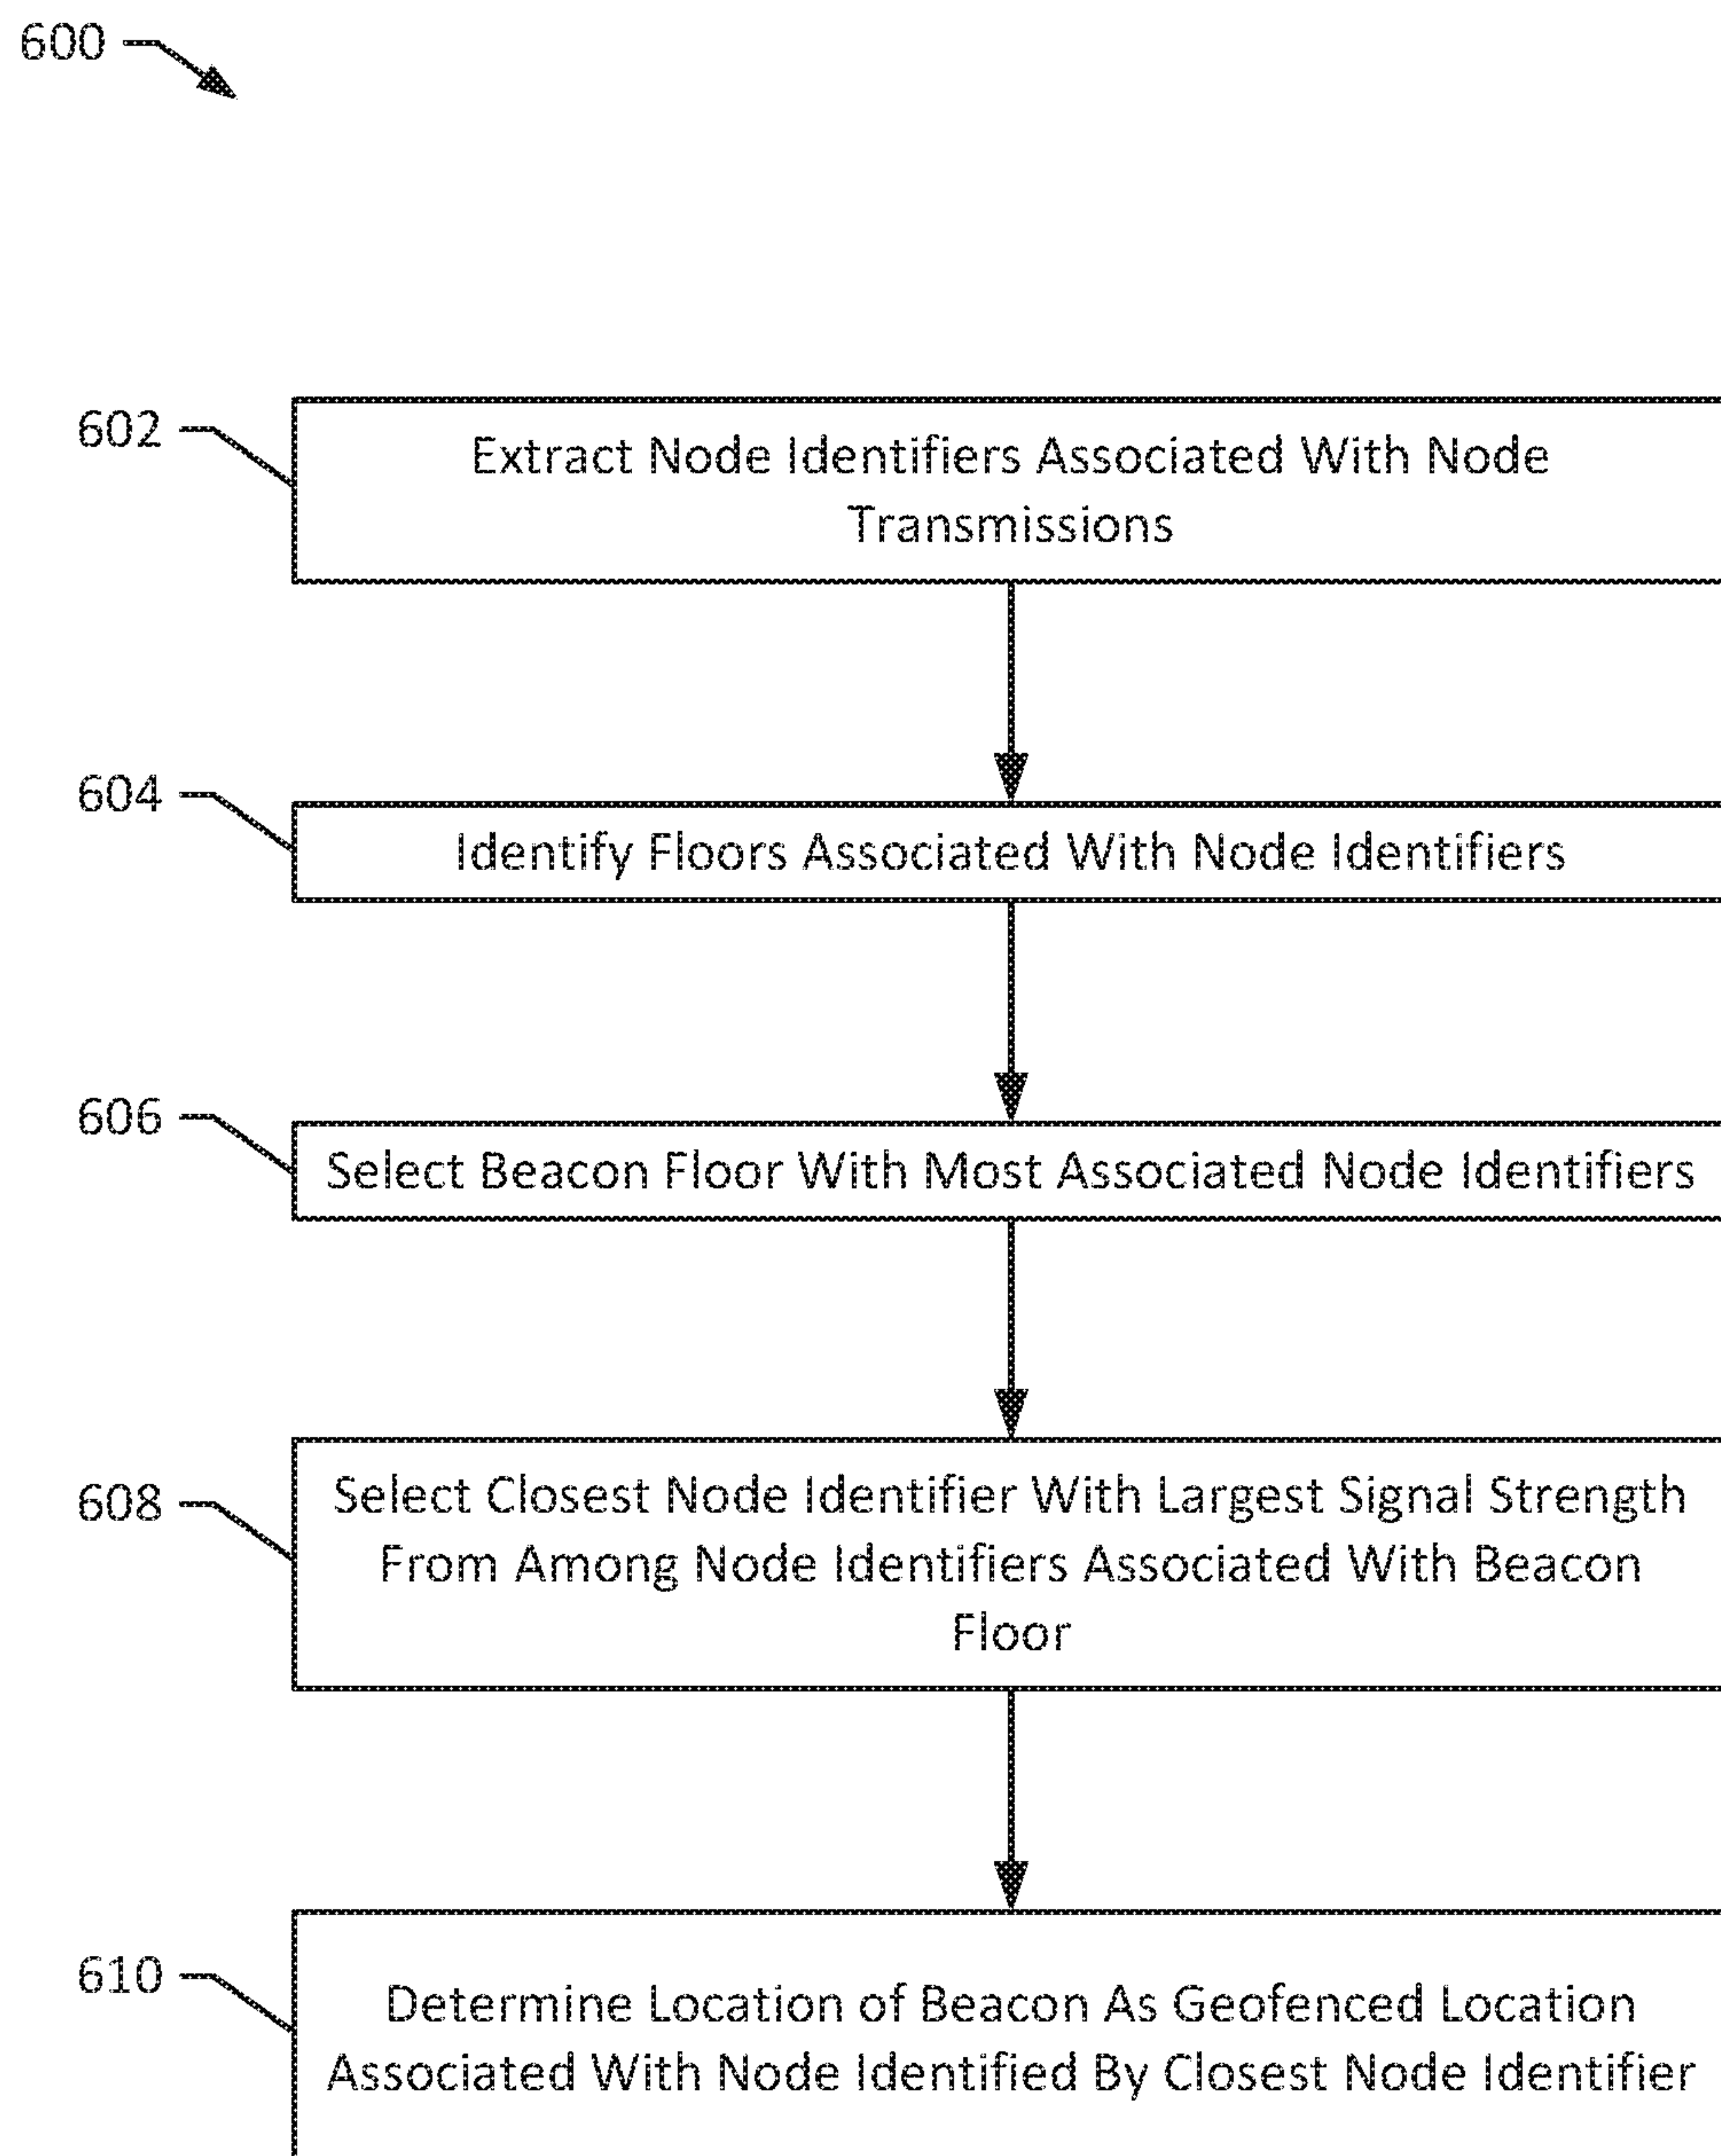 600
602
Extract Node Identifiers Associated With Node
Transmissions
604
Identify Floors Associated With Node Identifiers
606
Select Beacon Floor With Most Associated Node Identifiers
608
Select Closest Node Identifier With Largest Signal Strength
From Among Node Identifiers Associated With Beacon
Floor
610
Determine Location of Beacon As Geofenced Location
Associated With Node Identified By Closest Node Identifier